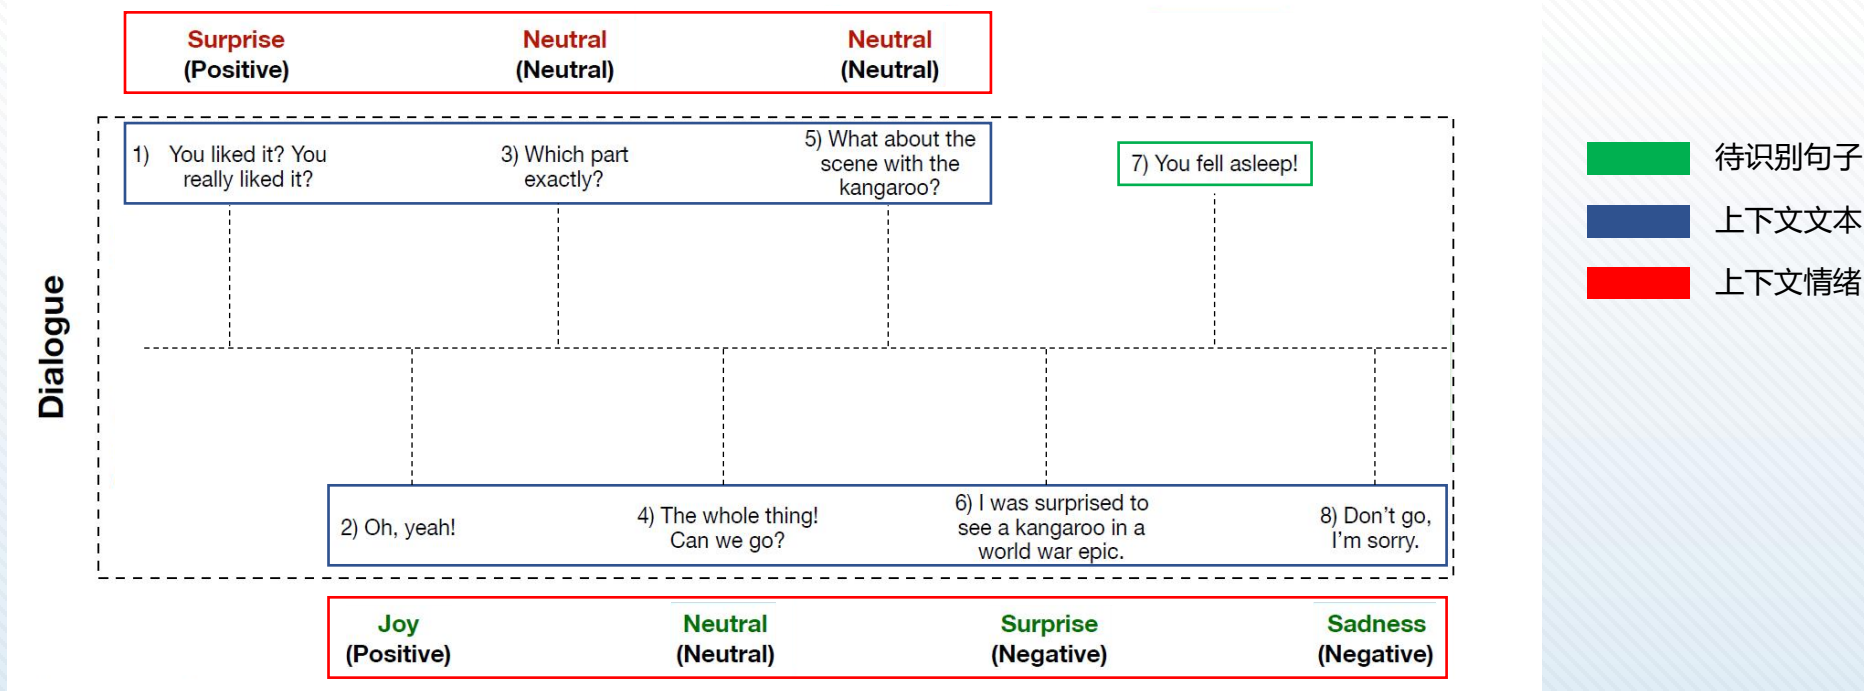 Surprise
(Positive)
Neutral
(Neutral)
Neutral
(Neutral)
1) You liked it? You
really liked it?
3) Which part
exactly?
5) What about the
scene with the
kangaroo?
7) You fell asleep!
Dialogue
2) Oh, yeah!
4) The whole thing!
Can we go?
6) I was surprised to
see a kangaroo in a
world war epic.
8) Don't go,
I'm sorry.
Joy
(Positive)
Neutral
(Neutral)
Surprise
(Negative)
Sadness
(Negative)
待识别句子
上下文文本
上下文情绪